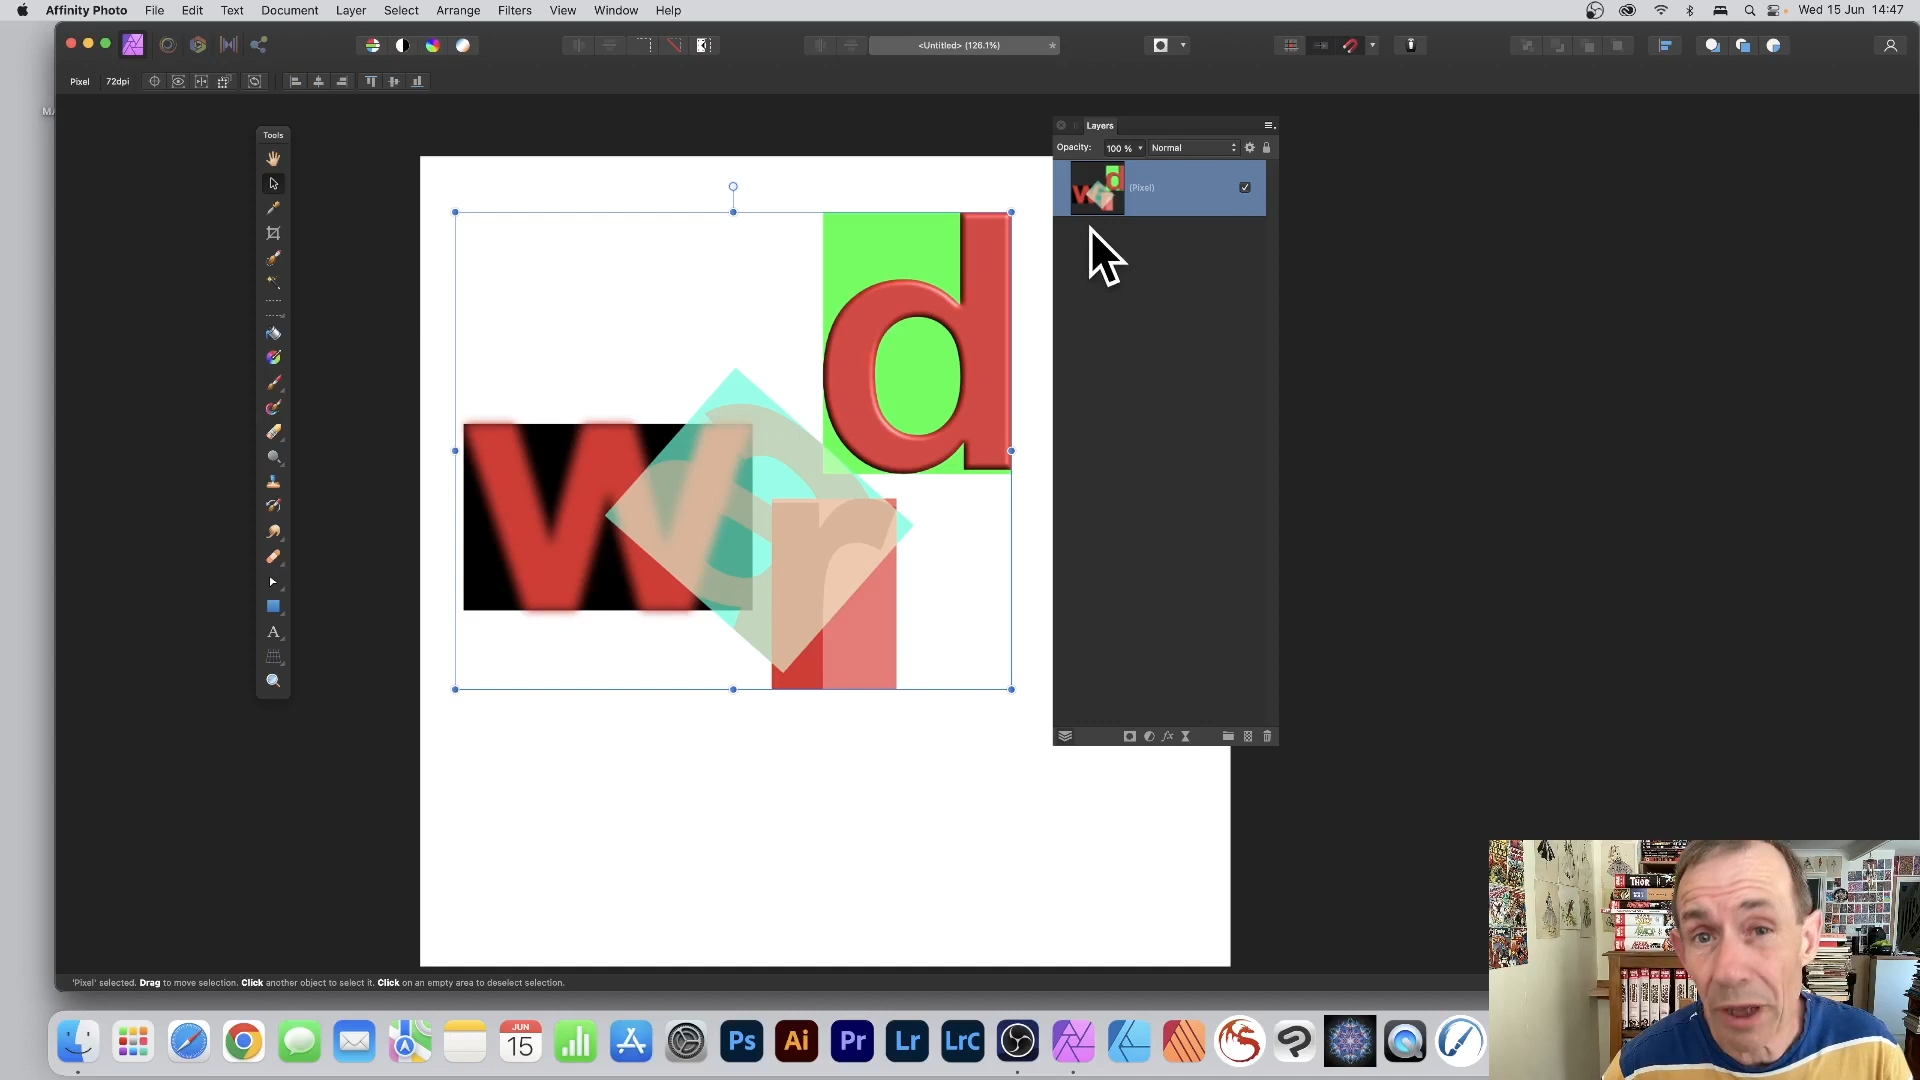 Affinity Photo File Edit Text Document Layer Select Arrange Filters View Window Help
Wed 15 Jun 14:47
<Untitled> (126.1%)
Pixel 72dpi
Tools
Layers
Opacity: 100 % Normal
(Pixel)
d
w
o
r
fx
A
'Pixel' selected. Drag to move selection. Click another object to select it. Click on an empty area to deselect selection.
THOR
JUN
15
Ps
Ai
Pr
Lr
LrC